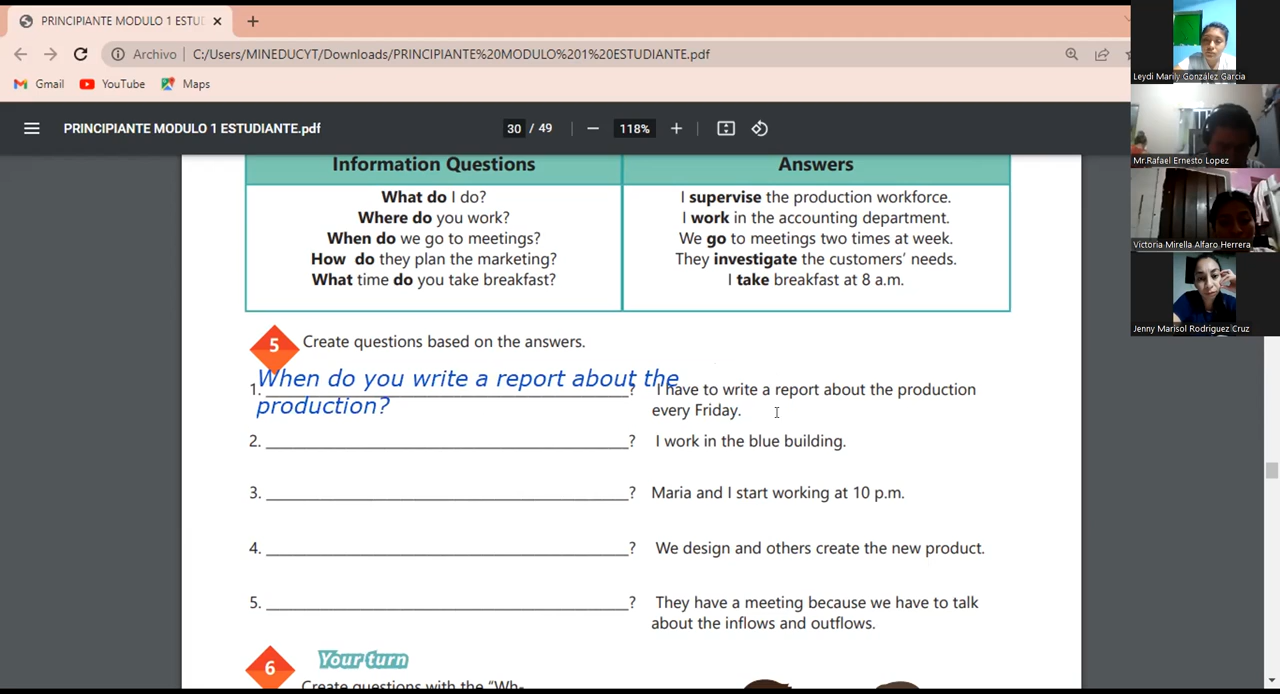 PRINCIPIANTE MODULO 1 ESTU
Archivo C:/Users/MINEDUCYT/Downloads/PRINCIPIANTE%20MODULO%201%20ESTUDIANTE.pdf
Gmail YouTube Maps
PRINCIPIANTE MODULO 1 ESTUDIANTE.pdf 30 / 49 118%
Leydi Marily González Garcia
Mr.Rafael Ernesto Lopez
Victoria Mirella Alfaro Herrera
Jenny Marisol Rodriguez Cruz
Information Questions Answers
What do I do? I supervise the production workforce.
Where do you work? I work in the accounting department.
When do we go to meetings? We go to meetings two times at week.
How do they plan the marketing? They investigate the customers' needs.
What time do you take breakfast? I take breakfast at 8 a.m.
5 Create questions based on the answers.
When do you write a report about the
production?
1. ? I have to write a report about the production
every Friday.
2. ? I work in the blue building.
3. ? Maria and I start working at 10 p.m.
4. ? We design and others create the new product.
5. ? They have a meeting because we have to talk
about the inflows and outflows.
6 Your turn
Create questions with the "Wh-